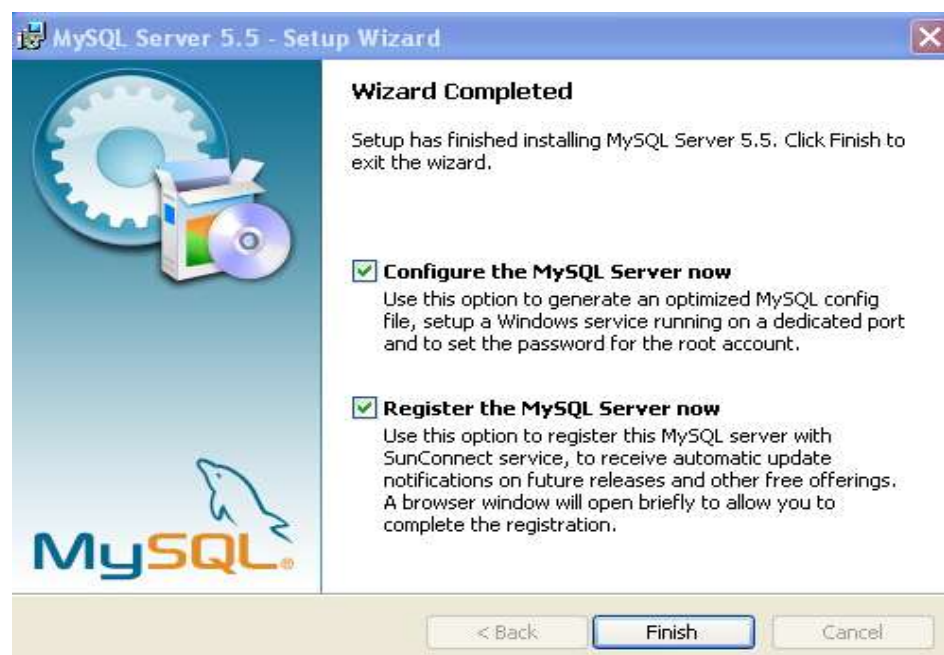 MySQL Server 5.5 - Setup Wizard
Wizard Completed
Setup has finished installing MySQL Server 5.5. Click Finish to
exit the wizard.
Configure the MySQL Server now
Use this option to generate an optimized MySQL config
file, setup a Windows service running on a dedicated port
and to set the password for the root account.
Register the MySQL Server now
Use this option to register this MySQL server with
SunConnect service, to receive automatic update
notifications on future releases and other free offerings.
A browser window will open briefly to allow you to
complete the registration.
MySQL®
< Back
Finish
Cancel